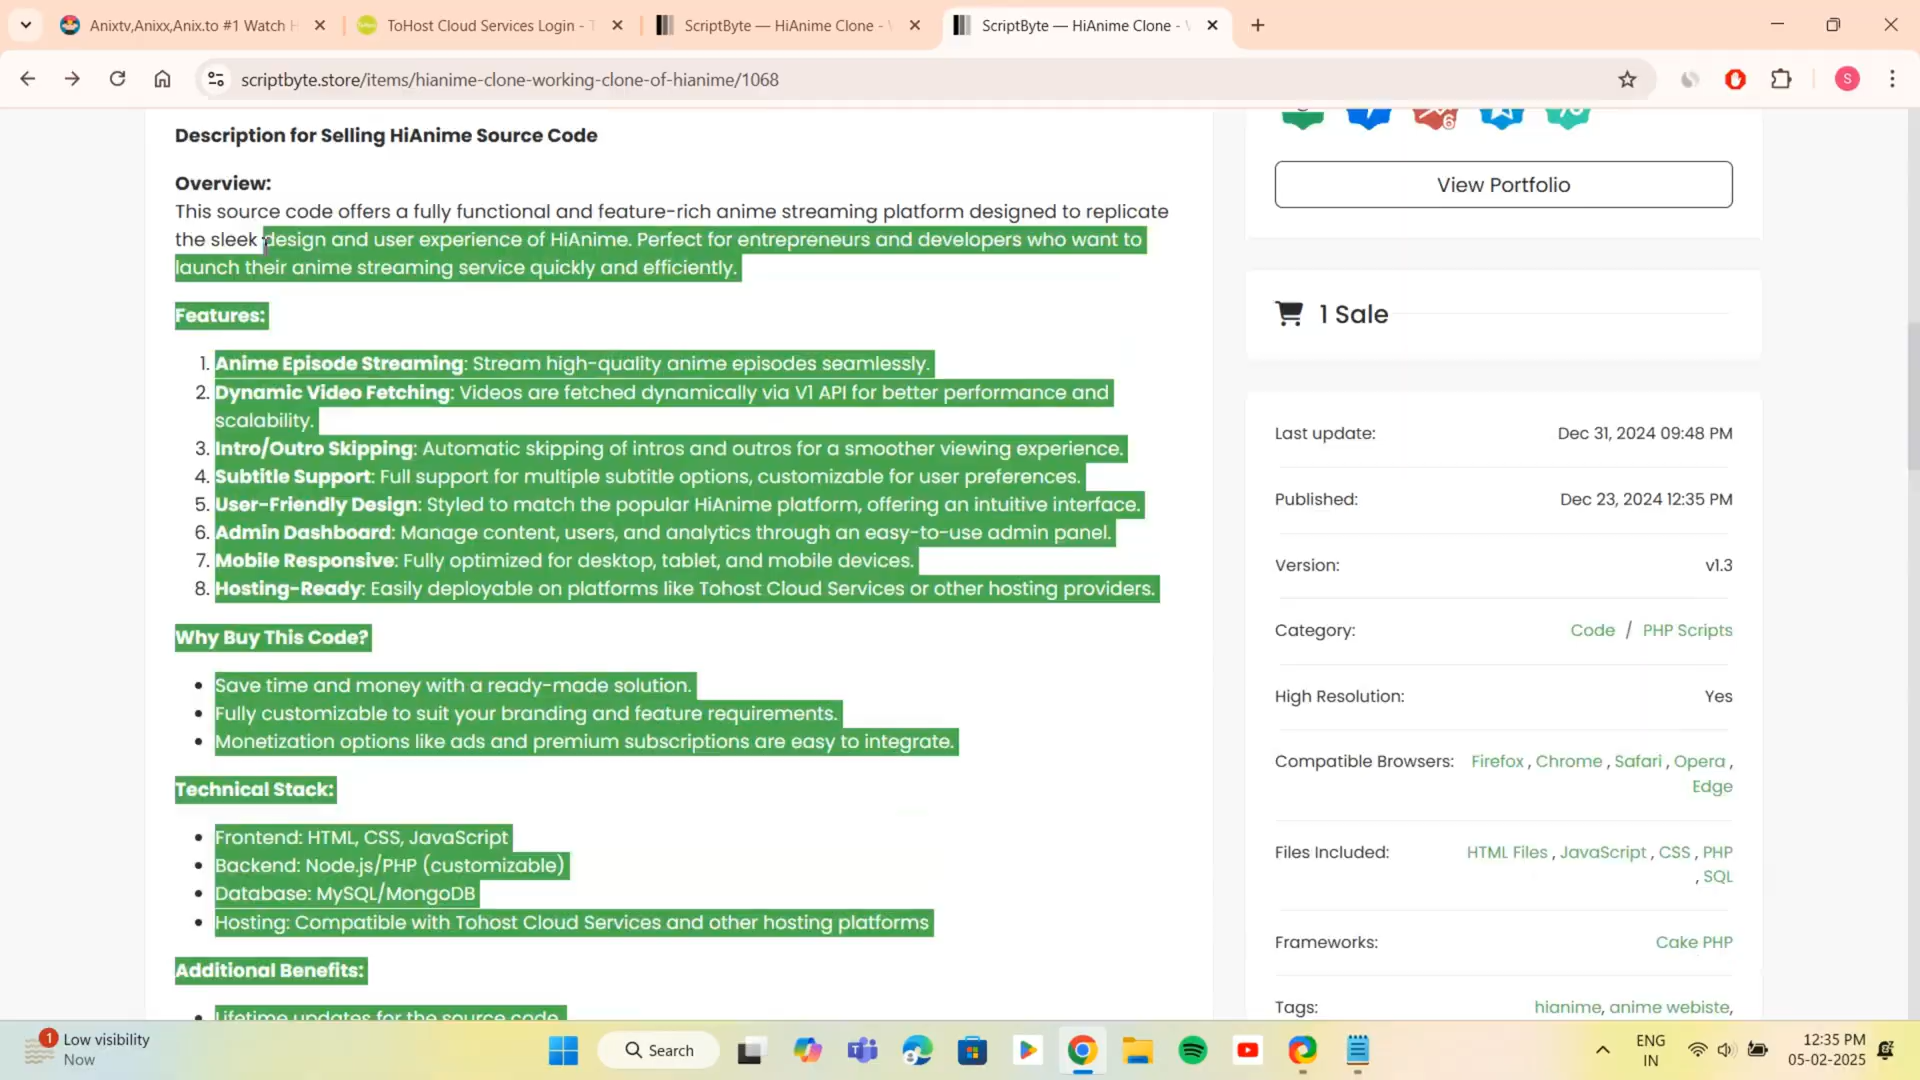 Anixtv,Anixx,Anix.to #1 Watch H
ToHost Cloud Services Login - T
ScriptByte — HiAnime Clone - V
ScriptByte — HiAnime Clone - V
scriptbyte.store/items/hianime-clone-working-clone-of-hianime/1068
S
Description for Selling HiAnime Source Code
Overview:
This source code offers a fully functional and feature-rich anime streaming platform designed to replicate
the sleek design and user experience of HiAnime. Perfect for entrepreneurs and developers who want to
launch their anime streaming service quickly and efficiently.
Features:
1. Anime Episode Streaming: Stream high-quality anime episodes seamlessly.
2. Dynamic Video Fetching: Videos are fetched dynamically via V1 API for better performance and
scalability.
3. Intro/Outro Skipping: Automatic skipping of intros and outros for a smoother viewing experience.
4. Subtitle Support: Full support for multiple subtitle options, customizable for user preferences.
5. User-Friendly Design: Styled to match the popular HiAnime platform, offering an intuitive interface.
6. Admin Dashboard: Manage content, users, and analytics through an easy-to-use admin panel.
7. Mobile Responsive: Fully optimized for desktop, tablet, and mobile devices.
8. Hosting-Ready: Easily deployable on platforms like Tohost Cloud Services or other hosting providers.
Why Buy This Code?
• Save time and money with a ready-made solution.
• Fully customizable to suit your branding and feature requirements.
• Monetization options like ads and premium subscriptions are easy to integrate.
Technical Stack:
• Frontend: HTML, CSS, JavaScript
• Backend: Node.js/PHP (customizable)
• Database: MySQL/MongoDB
• Hosting: Compatible with Tohost Cloud Services and other hosting platforms
Additional Benefits:
• Lifetime updates for the source code
6
View Portfolio
1 Sale
Last update: Dec 31, 2024 09:48 PM
Published: Dec 23, 2024 12:35 PM
Version: v1.3
Category: Code / PHP Scripts
High Resolution: Yes
Compatible Browsers: Firefox , Chrome , Safari , Opera ,
Edge
Files Included: HTML Files , JavaScript , CSS , PHP
, SQL
Frameworks: Cake PHP
Tags: hianime, anime webiste,
1
Low visibility
Now
Search
ENG
IN
12:35 PM
05-02-2025